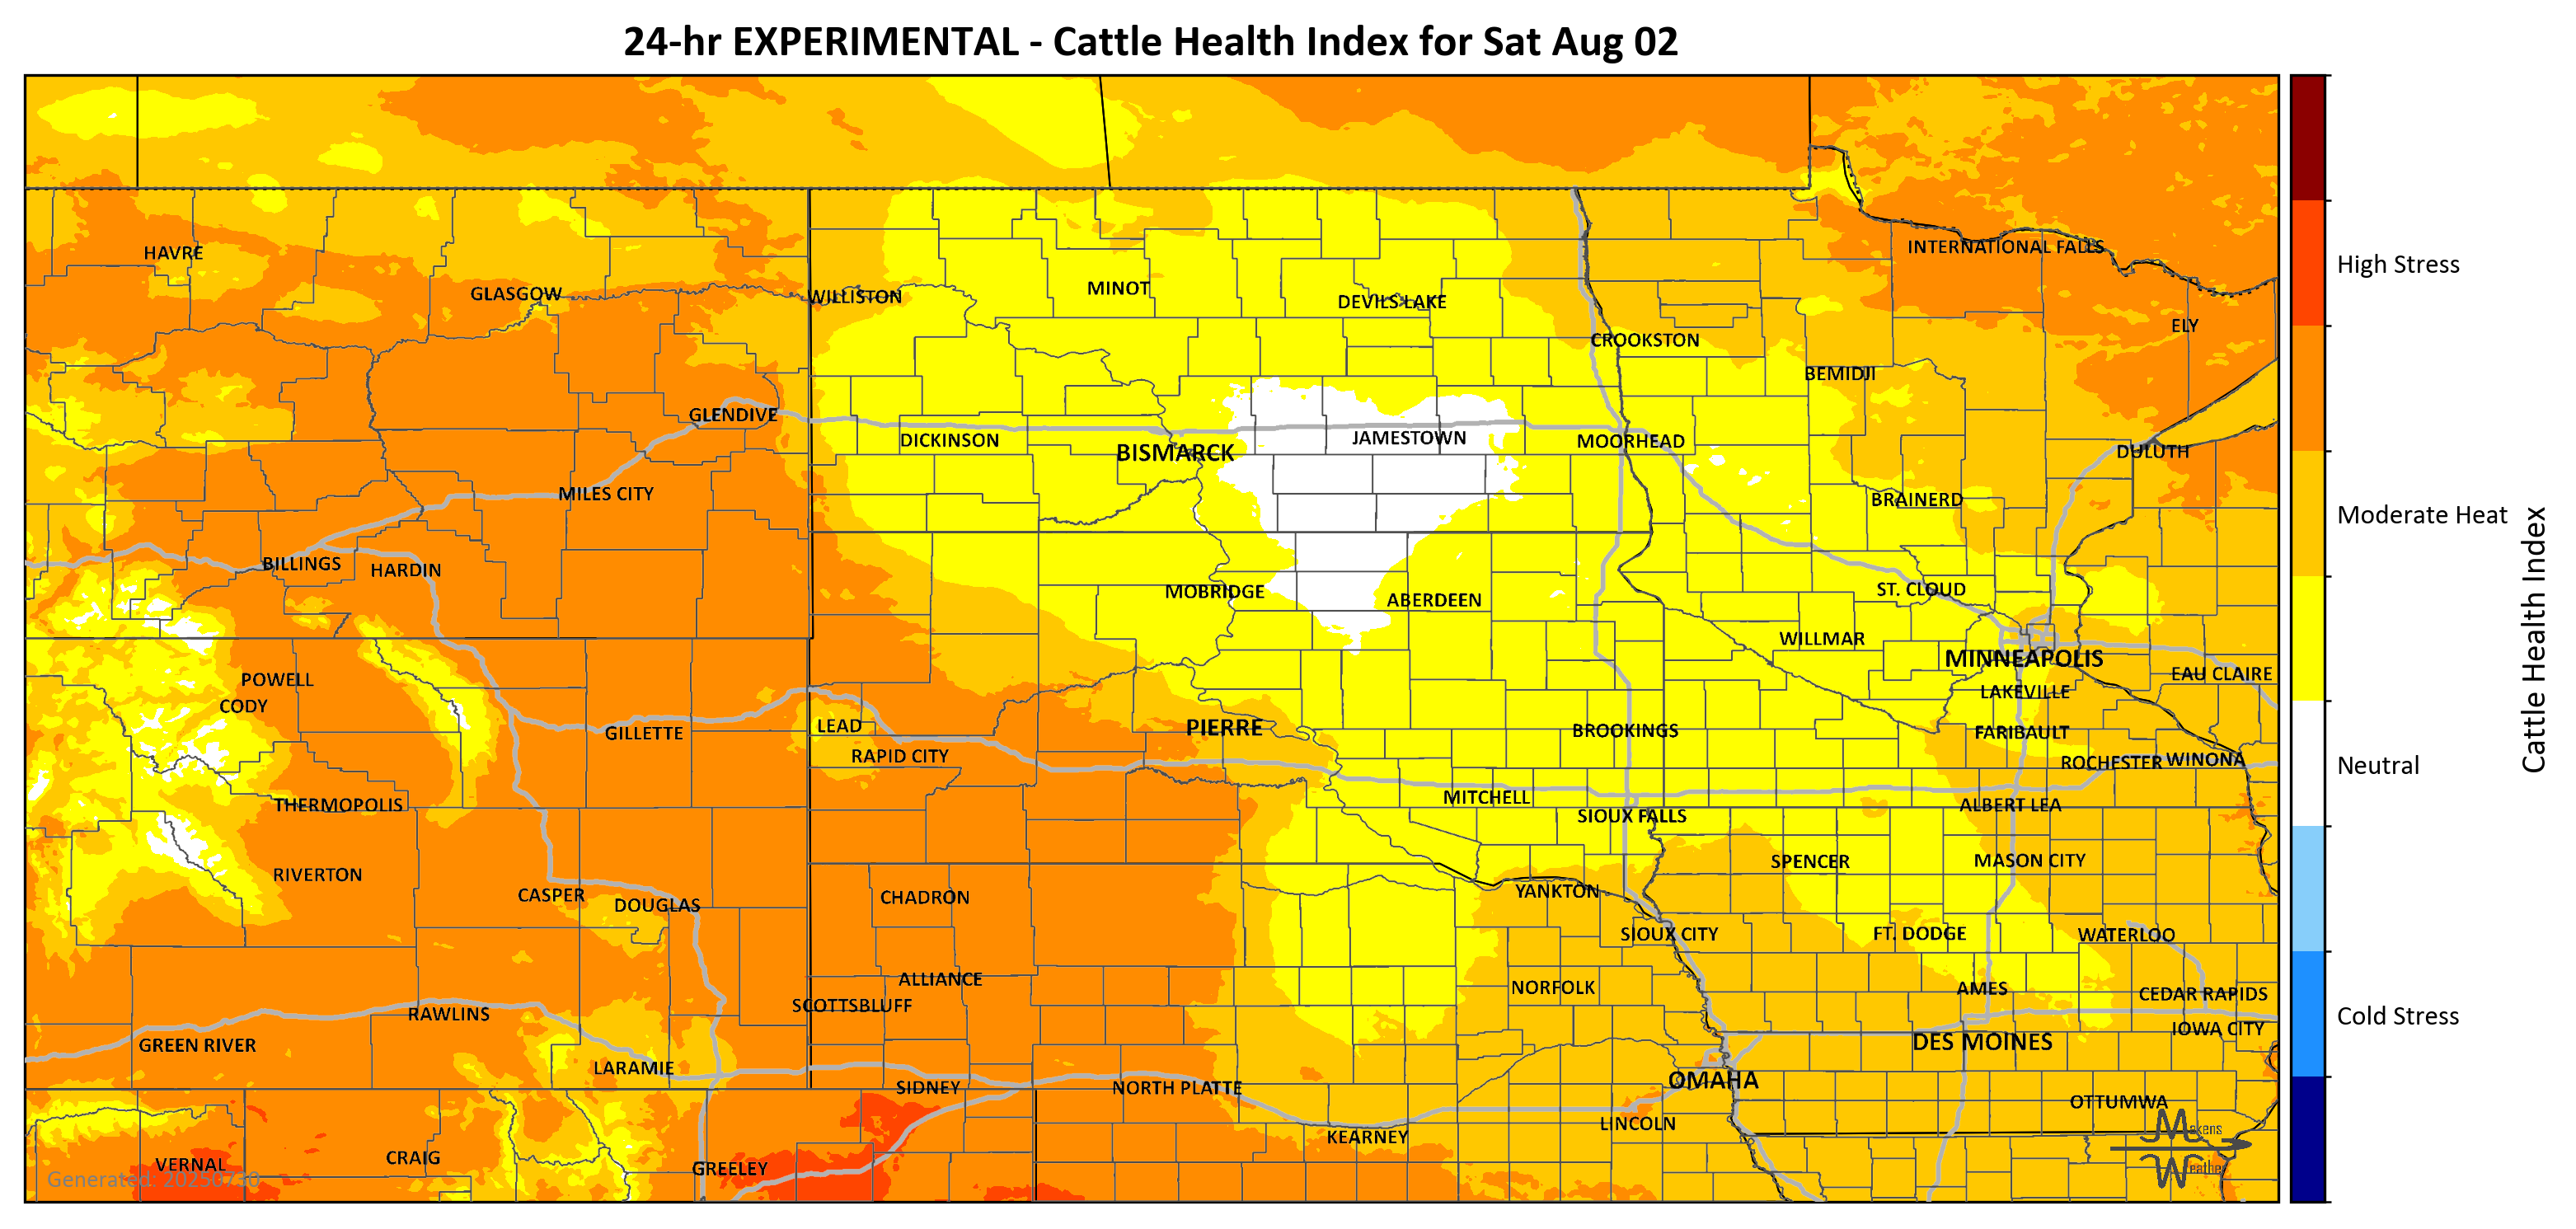 24-hr EXPERIMENTAL - Cattle Health Index for Sat Aug 02
HAVRE
INTERNATIONAL FALLS
GLASGOW
WILLISTON
MINOT
DEVILS LAKE
ELY
CROOKSTON
BEMIDJI
GLENDIVE
DICKINSON
BISMARCK
JAMESTOWN
MOORHEAD
DULUTH
MILES CITY
BRAINERD
BILLINGS
HARDIN
MOBRIDGE
ABERDEEN
ST. CLOUD
WILLMAR
MINNEAPOLIS
EAU CLAIRE
POWELL
CODY
LAKEVILLE
GILLETTE
LEAD
PIERRE
BROOKINGS
FARIBAULT
RAPID CITY
ROCHESTER
WINONA
THERMOPOLIS
MITCHELL
ALBERT LEA
SIOUX FALLS
SPENCER
MASON CITY
RIVERTON
CASPER
DOUGLAS
CHADRON
YANKTON
SIOUX CITY
FT. DODGE
WATERLOO
ALLIANCE
NORFOLK
AMES
CEDAR RAPIDS
SCOTTSBLUFF
RAWLINS
IOWA CITY
GREEN RIVER
DES MOINES
LARAMIE
SIDNEY
NORTH PLATTE
OMAHA
OTTUMWA
LINCOLN
KEARNEY
VERNAL
CRAIG
GREELEY
Generated: 20250730
Makens
Weather
High Stress
Moderate Heat
Neutral
Cold Stress
Cattle Health Index